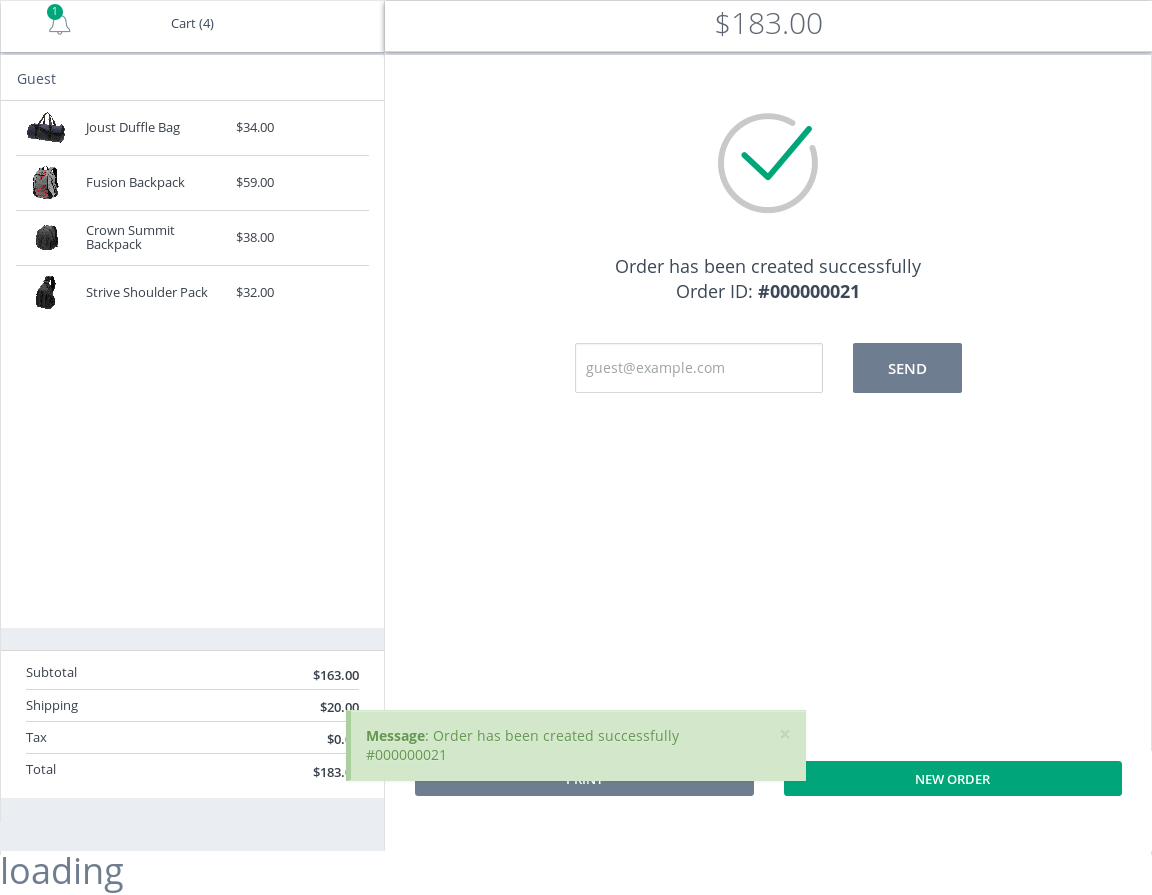 1
Cart (4)
$183.00
Guest
Joust Duffle Bag $34.00
Fusion Backpack $59.00
Crown Summit
Backpack
$38.00
Strive Shoulder Pack $32.00
Order has been created successfully
Order ID: #000000021
guest@example.com
SEND
Subtotal $163.00
Shipping $20.00
Tax $0.
Total $183.
Message: Order has been created successfully
#000000021
×
PRINT
NEW ORDER
loading